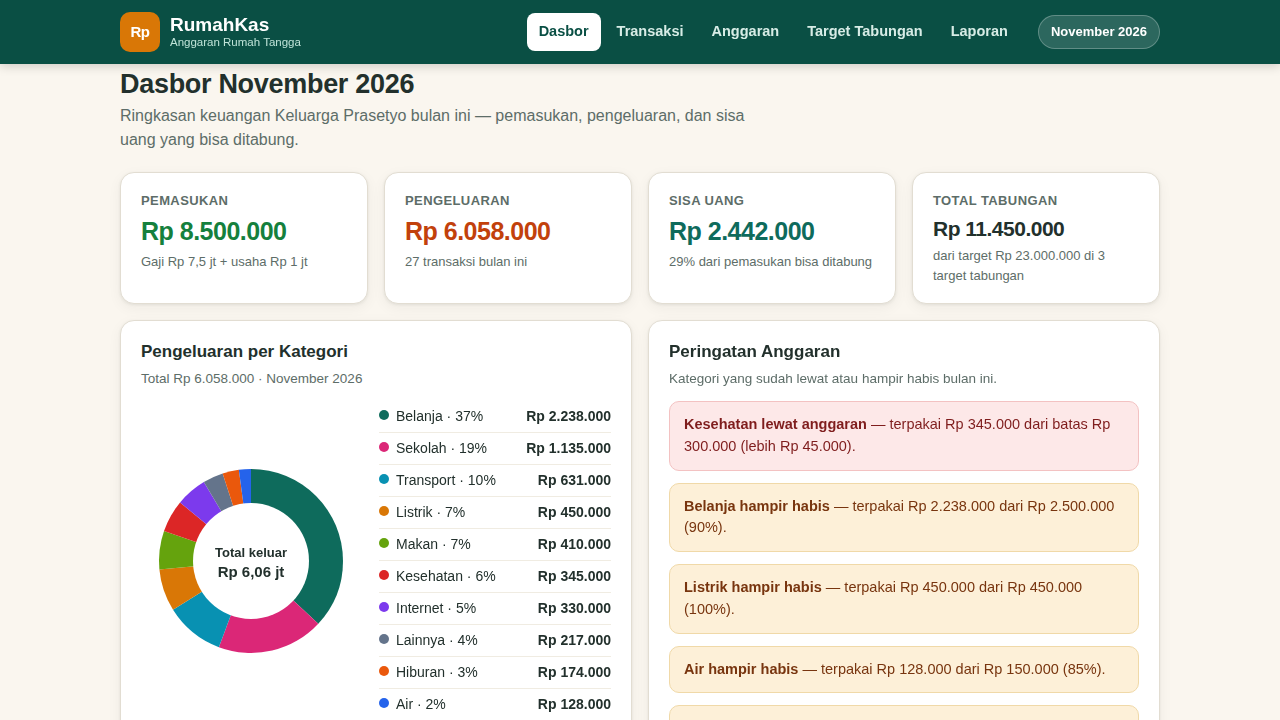 Rp
RumahKas
Anggaran Rumah Tangga
Dasbor
Transaksi
Anggaran
Target Tabungan
Laporan
November 2026
Dasbor November 2026
Ringkasan keuangan Keluarga Prasetyo bulan ini — pemasukan, pengeluaran, dan sisa
uang yang bisa ditabung.
PEMASUKAN
Rp 8.500.000
Gaji Rp 7,5 jt + usaha Rp 1 jt
PENGELUARAN
Rp 6.058.000
27 transaksi bulan ini
SISA UANG
Rp 2.442.000
29% dari pemasukan bisa ditabung
TOTAL TABUNGAN
Rp 11.450.000
dari target Rp 23.000.000 di 3
target tabungan
Pengeluaran per Kategori
Total Rp 6.058.000 · November 2026
Total keluar
Rp 6,06 jt
Belanja · 37% Rp 2.238.000
Sekolah · 19% Rp 1.135.000
Transport · 10% Rp 631.000
Listrik · 7% Rp 450.000
Makan · 7% Rp 410.000
Kesehatan · 6% Rp 345.000
Internet · 5% Rp 330.000
Lainnya · 4% Rp 217.000
Hiburan · 3% Rp 174.000
Air · 2% Rp 128.000
Peringatan Anggaran
Kategori yang sudah lewat atau hampir habis bulan ini.
Kesehatan lewat anggaran — terpakai Rp 345.000 dari batas Rp
300.000 (lebih Rp 45.000).
Belanja hampir habis — terpakai Rp 2.238.000 dari Rp 2.500.000
(90%).
Listrik hampir habis — terpakai Rp 450.000 dari Rp 450.000
(100%).
Air hampir habis — terpakai Rp 128.000 dari Rp 150.000 (85%).